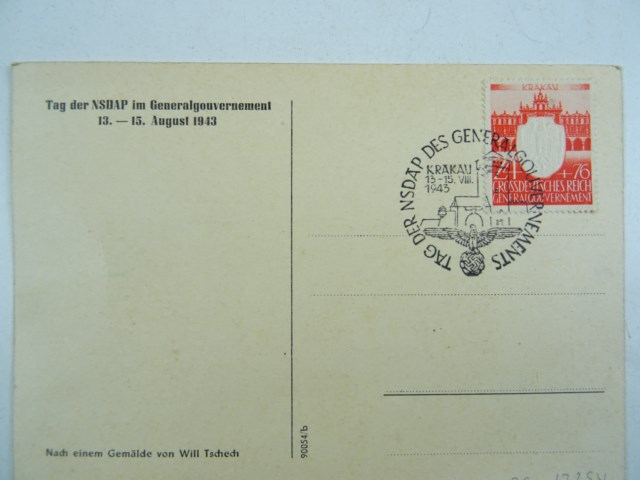 Tag der NSDAP im Generalgouvernement
13. — 15. August 1943
KRAKAU
24 + 76
GROSSDEUTSCHES REICH
GENERALGOUVERNEMENT
TAG DER NSDAP DES GENERALGOUVERNEMENTS
KRAKAU
13-15. VIII.
1943
90054/b
Nach einem Gemälde von Will Tschech